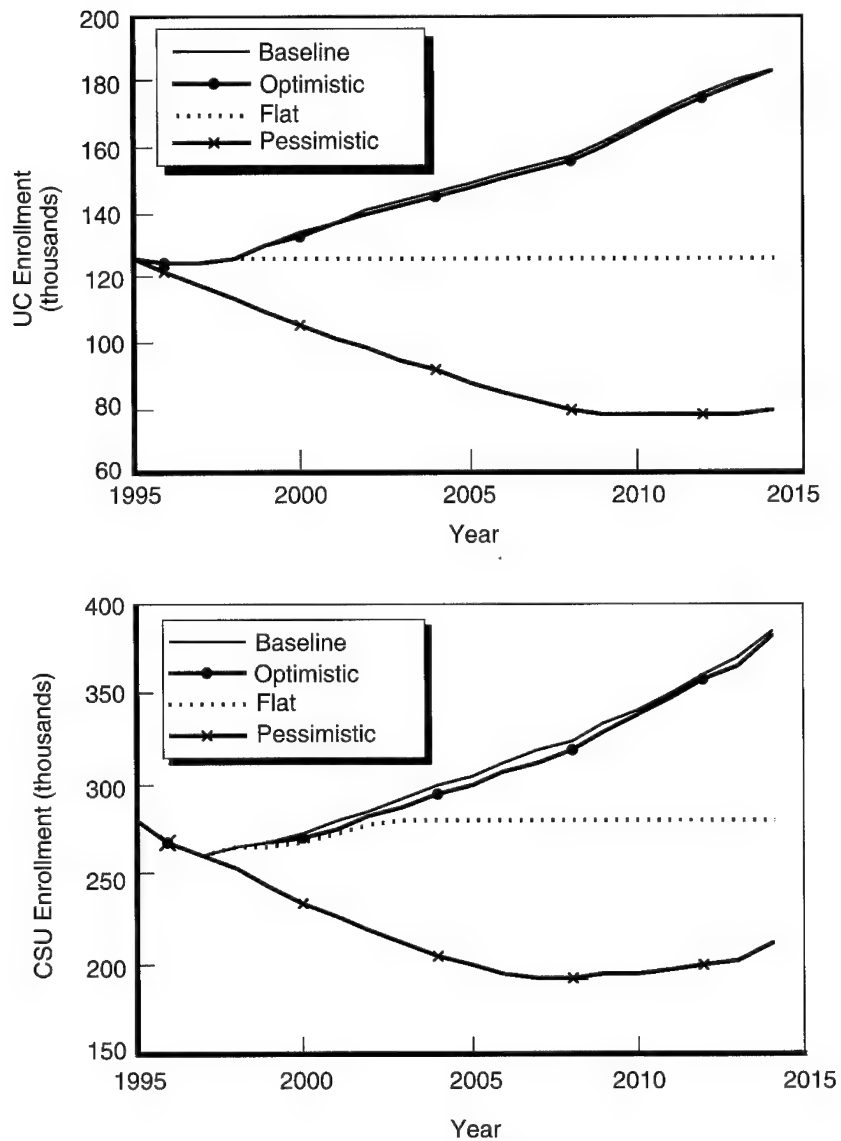 200
180
160
140
120
100
80
60
UC Enrollment
(thousands)
Baseline
Optimistic
Flat
Pessimistic
1995 2000 2005 2010 2015
Year
400
350
300
250
200
150
CSU Enrollment (thousands)
Baseline
Optimistic
Flat
Pessimistic
1995 2000 2005 2010 2015
Year